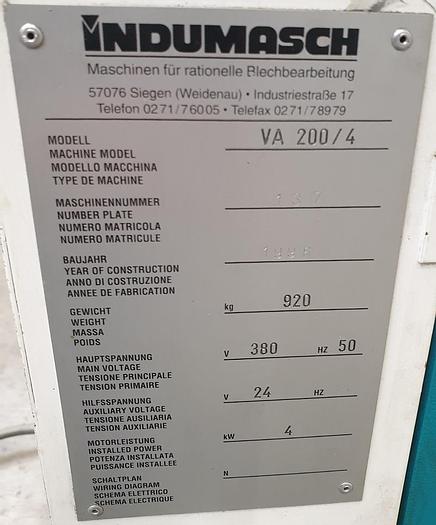 INDUMASCH
Maschinen für rationelle Blechbearbeitung
57076 Siegen (Weidenau) • Industriestraße 17
Telefon 0271/76005 • Telefax 0271/78979
MODELL VA 200/4
MACHINE MODEL
MODELLO MACCHINA
TYPE DE MACHINE
MASCHINENNUMMER 137
NUMBER PLATE
NUMERO MATRICOLA
NUMERO MATRICULE
BAUJAHR
YEAR OF CONSTRUCTION
ANNO DI COSTRUZIONE
ANNEE DE FABRICATION
GEWICHT kg 920
WEIGHT
MASSA
POIDS
HAUPTSPANNUNG V 380 HZ 50
MAIN VOLTAGE
TENSIONE PRINCIPALE
TENSION PRIMAIRE
HILFSSPANNUNG V 24 HZ
AUXILIARY VOLTAGE
TENSIONE AUSILIARIA
TENSION AUXILIARIE
MOTORLEISTUNG kW 4
INSTALLED POWER
POTENZA INSTALLATA
PUISSANCE INSTALLEE
SCHALTPLAN N
WIRING DIAGRAM
SCHEMA ELETTRICO
SCHEMA ELECTRIQUE